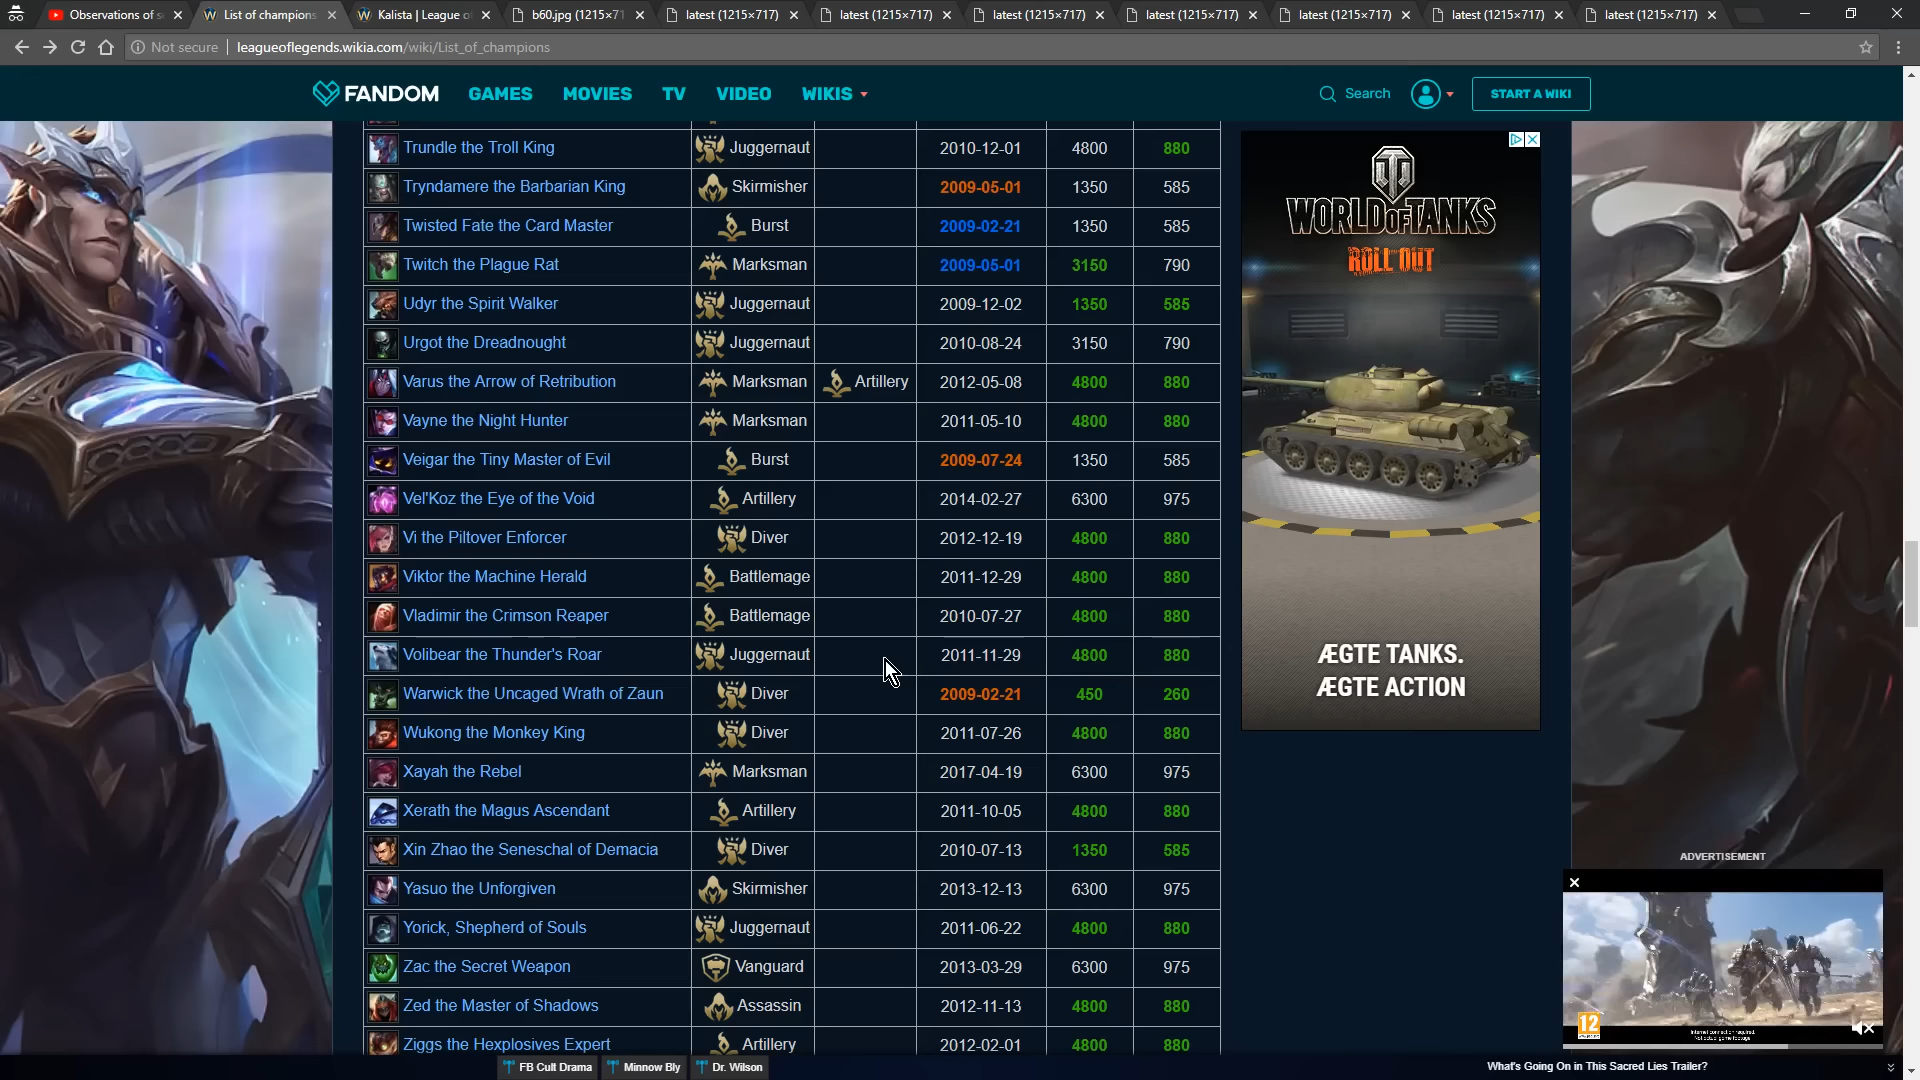 Observations of s
List of champions
Kalista | League o
b60.jpg (1215×71
latest (1215×717)
latest (1215×717)
latest (1215×717)
latest (1215×717)
latest (1215×717)
latest (1215×717)
latest (1215×717)
Not secure | leagueoflegends.wikia.com/wiki/List_of_champions
FANDOM GAMES MOVIES TV VIDEO WIKIS Search START A WIKI
Trundle the Troll King Juggernaut 2010-12-01 4800 880
Tryndamere the Barbarian King Skirmisher 2009-05-01 1350 585
Twisted Fate the Card Master Burst 2009-02-21 1350 585
Twitch the Plague Rat Marksman 2009-05-01 3150 790
Udyr the Spirit Walker Juggernaut 2009-12-02 1350 585
Urgot the Dreadnought Juggernaut 2010-08-24 3150 790
Varus the Arrow of Retribution Marksman Artillery 2012-05-08 4800 880
Vayne the Night Hunter Marksman 2011-05-10 4800 880
Veigar the Tiny Master of Evil Burst 2009-07-24 1350 585
Vel'Koz the Eye of the Void Artillery 2014-02-27 6300 975
Vi the Piltover Enforcer Diver 2012-12-19 4800 880
Viktor the Machine Herald Battlemage 2011-12-29 4800 880
Vladimir the Crimson Reaper Battlemage 2010-07-27 4800 880
Volibear the Thunder's Roar Juggernaut 2011-11-29 4800 880
Warwick the Uncaged Wrath of Zaun Diver 2009-02-21 450 260
Wukong the Monkey King Diver 2011-07-26 4800 880
Xayah the Rebel Marksman 2017-04-19 6300 975
Xerath the Magus Ascendant Artillery 2011-10-05 4800 880
Xin Zhao the Seneschal of Demacia Diver 2010-07-13 1350 585
Yasuo the Unforgiven Skirmisher 2013-12-13 6300 975
Yorick, Shepherd of Souls Juggernaut 2011-06-22 4800 880
Zac the Secret Weapon Vanguard 2013-03-29 6300 975
Zed the Master of Shadows Assassin 2012-11-13 4800 880
Ziggs the Hexplosives Expert Artillery 2012-02-01 4800 880
WORLD OF TANKS
ROLL OUT
ÆGTE TANKS.
ÆGTE ACTION
ADVERTISEMENT
12
Internet connection required.
Not actual game footage.
FB Cult Drama
Minnow Bly
Dr. Wilson
What's Going On in This Sacred Lies Trailer?